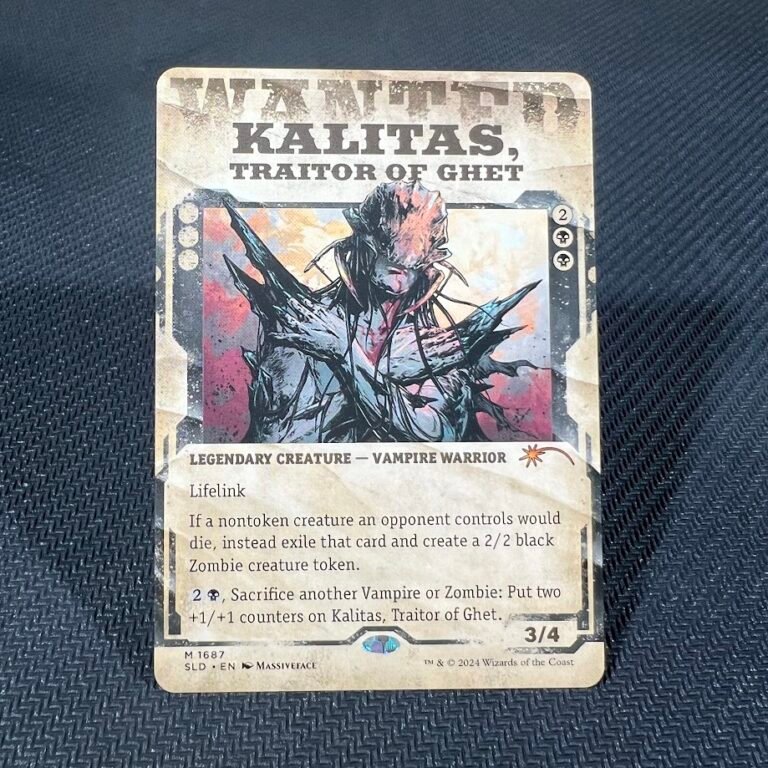 WANTED
KALITAS,
TRAITOR OF GHET
2
LEGENDARY CREATURE — VAMPIRE WARRIOR
Lifelink
If a nontoken creature an opponent controls would
die, instead exile that card and create a 2/2 black
Zombie creature token.
2 , Sacrifice another Vampire or Zombie: Put two
+1/+1 counters on Kalitas, Traitor of Ghet.
3/4
M 1687
SLD • EN MASSIVEFACE
™ & © 2024 Wizards of the Coast